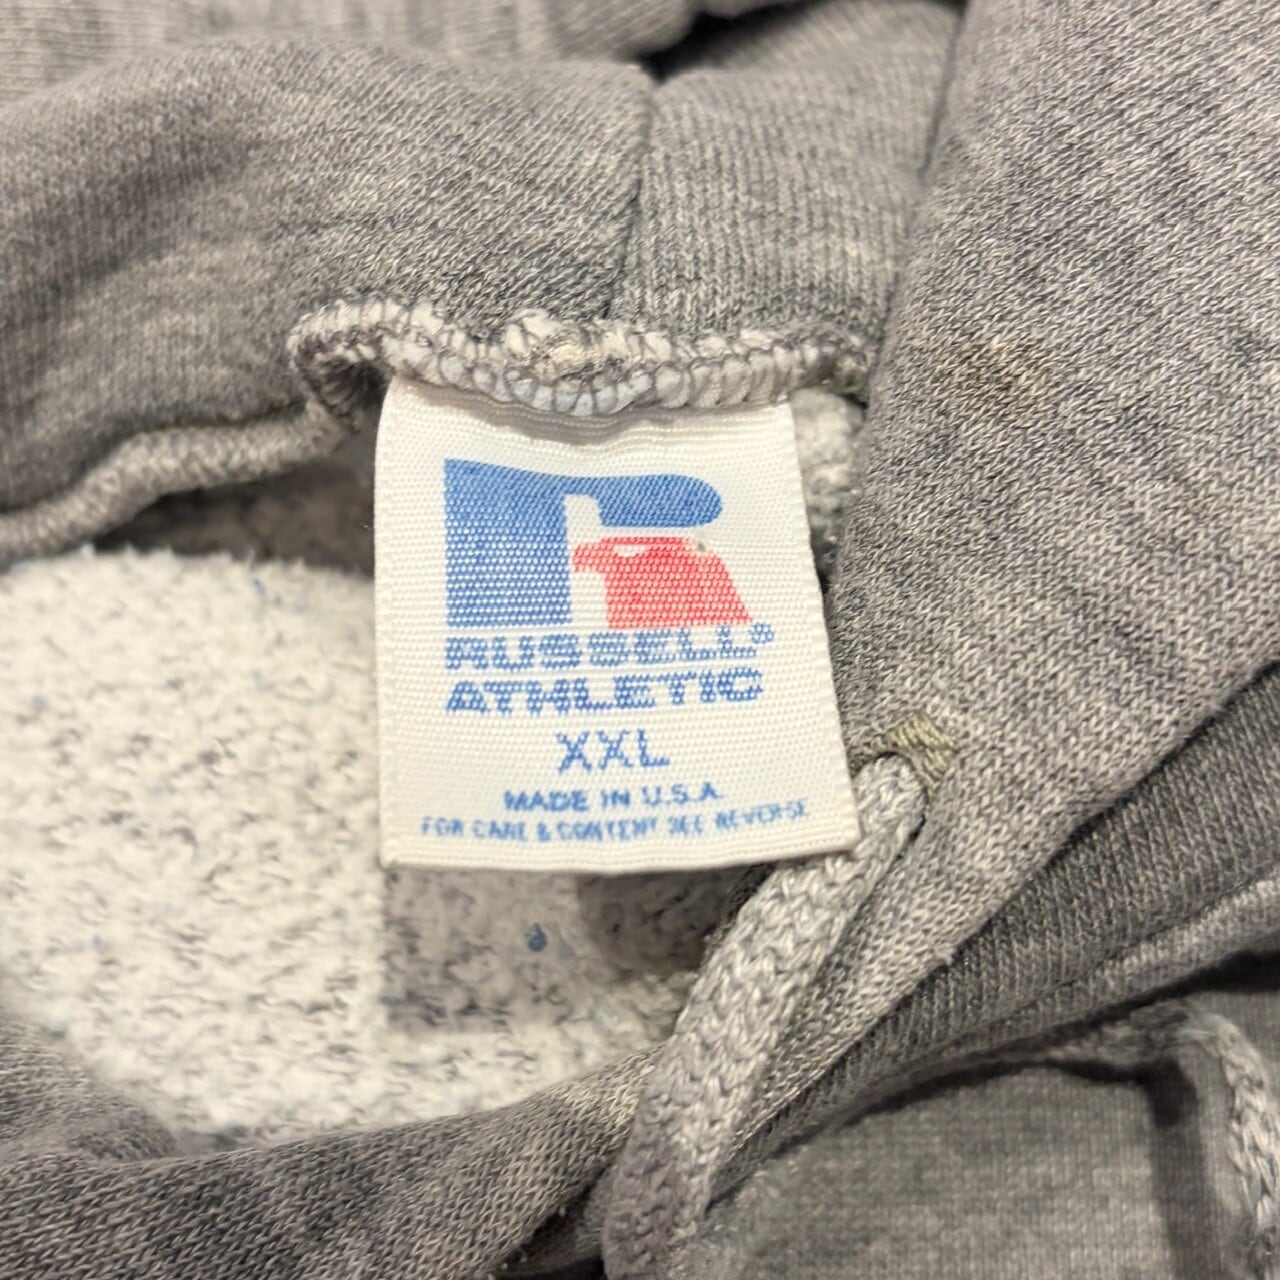 RUSSELL®
ATHLETIC
XXL
MADE IN U.S.A
FOR CARE & CONTENT SEE REVERSE